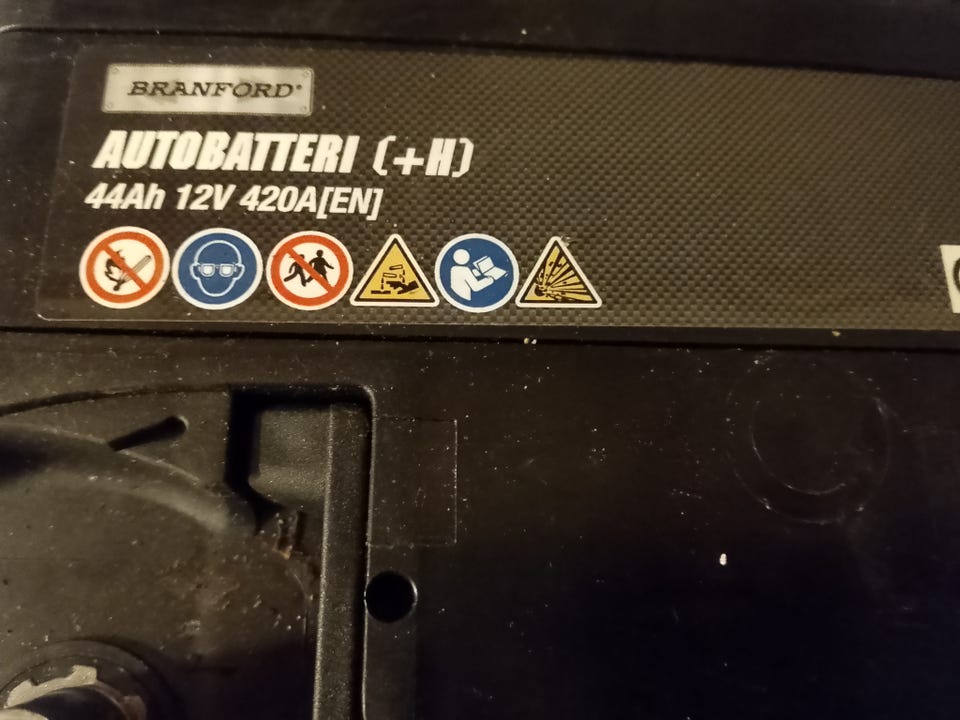 BRANFORD®
AUTOBATTERI (+H)
44Ah 12V 420A[EN]